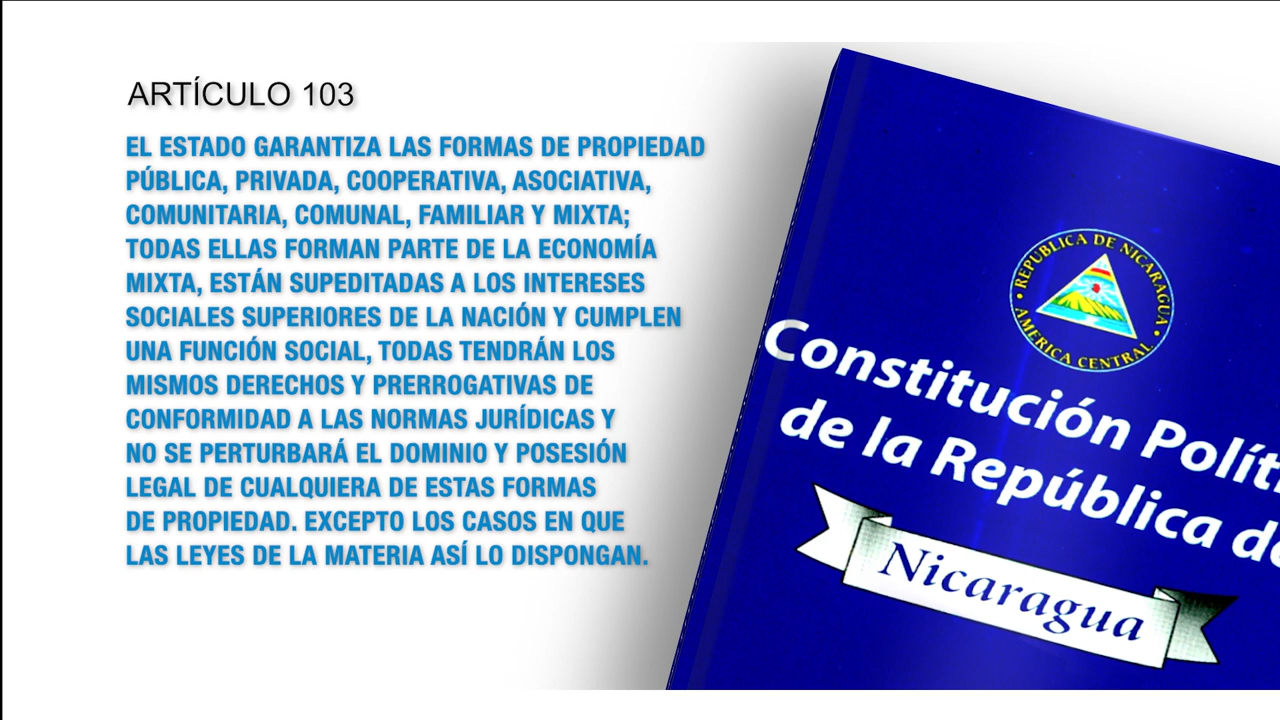 ARTÍCULO 103
EL ESTADO GARANTIZA LAS FORMAS DE PROPIEDAD
PÚBLICA, PRIVADA, COOPERATIVA, ASOCIATIVA,
COMUNITARIA, COMUNAL, FAMILIAR Y MIXTA;
TODAS ELLAS FORMAN PARTE DE LA ECONOMÍA
MIXTA, ESTÁN SUPEDITADAS A LOS INTERESES
SOCIALES SUPERIORES DE LA NACIÓN Y CUMPLEN
UNA FUNCIÓN SOCIAL, TODAS TENDRÁN LOS
MISMOS DERECHOS Y PRERROGATIVAS DE
CONFORMIDAD A LAS NORMAS JURÍDICAS Y
NO SE PERTURBARÁ EL DOMINIO Y POSESIÓN
LEGAL DE CUALQUIERA DE ESTAS FORMAS
DE PROPIEDAD. EXCEPTO LOS CASOS EN QUE
LAS LEYES DE LA MATERIA ASÍ LO DISPONGAN.
REPUBLICA DE NICARAGUA
AMERICA CENTRAL
Constitución Políti
de la República de
Nicaragua